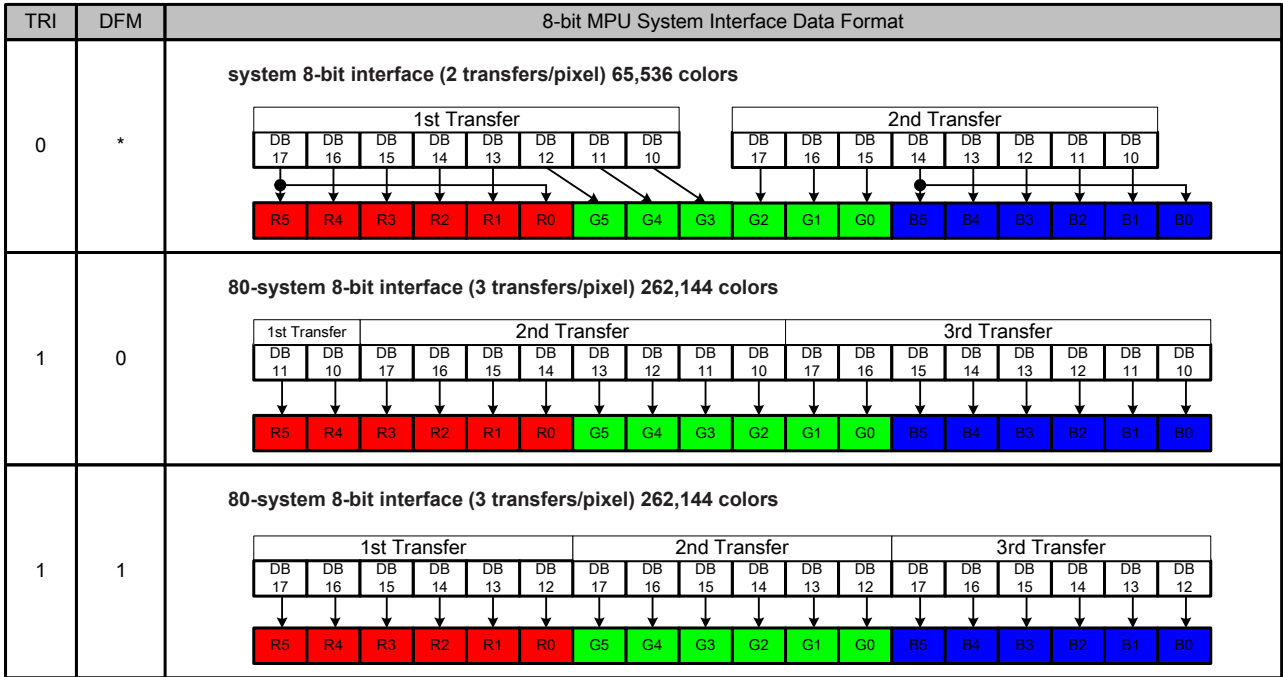 TRI DFM 8-bit MPU System Interface Data Format
system 8-bit interface (2 transfers/pixel) 65,536 colors
1st Transfer 2nd Transfer
DB DB DB DB DB DB DB DB DB DB DB DB DB DB DB DB
17 16 15 14 13 12 11 10 17 16 15 14 13 12 11 10
0 *
R5 R4 R3 R2 R1 R0 G5 G4 G3 G2 G1 G0 B5 B4 B3 B2 B1 B0
80-system 8-bit interface (3 transfers/pixel) 262,144 colors
1st Transfer 2nd Transfer 3rd Transfer
DB DB DB DB DB DB DB DB DB DB DB DB DB DB DB DB DB DB
11 10 17 16 15 14 13 12 11 10 17 16 15 14 13 12 11 10
1 0
R5 R4 R3 R2 R1 R0 G5 G4 G3 G2 G1 G0 B5 B4 B3 B2 B1 B0
80-system 8-bit interface (3 transfers/pixel) 262,144 colors
1st Transfer 2nd Transfer 3rd Transfer
DB DB DB DB DB DB DB DB DB DB DB DB DB DB DB DB DB DB
17 16 15 14 13 12 17 16 15 14 13 12 17 16 15 14 13 12
1 1
R5 R4 R3 R2 R1 R0 G5 G4 G3 G2 G1 G0 B5 B4 B3 B2 B1 B0